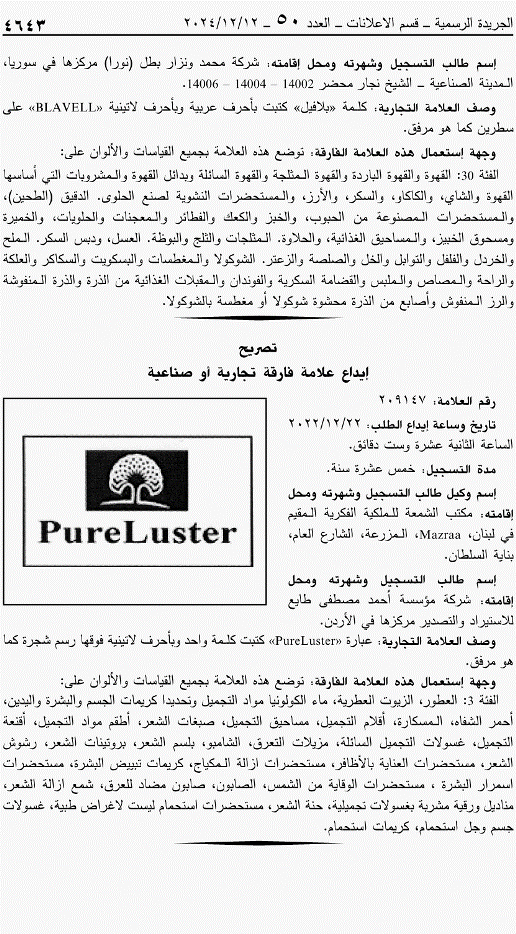 الجريدة الرسمية ــ قسم الاعلانات ــ العدد ٥٠ ــ ٢٠٢٤/١٢/١٢
٤٦٤٣
إسم طالب التسجيل وشهرته ومحل إقامته: شركة محمد ونزار بطل (نورا) مركزها في سوريا،
المدينة الصناعية ــ الشيخ نجار محضر 14002 – 14004 – 14006.
وصف العلامة التجارية: كلمة «بلافيل» كتبت بأحرف عربية وبأحرف لاتينية «BLAVELL» على
سطرين كما هو مرفق.
وجهة إستعمال هذه العلامة الفارقة: توضع هذه العلامة بجميع القياسات والألوان على:
الفئة 30: القهوة والقهوة الباردة والقهوة المثلجة والقهوة السائلة وبدائل القهوة والمشروبات التي أساسها
القهوة والشاي، والكاكاو، والسكر، والأرز، والمستحضرات النشوية لصنع الحلوى. الدقيق (الطحين)،
والمستحضرات المصنوعة من الحبوب، والخبز والكعك والفطائر والمعجنات والحلويات، والخميرة
ومسحوق الخبيز، والمساحيق الغذائية، والحلاوة. المثلجات والثلج والبوظة. العسل، ودبس السكر. الملح
والخردل والفلفل والتوابل والخل والصلصة والزعتر. الشوكولا والمغطسات والبسكويت والسكاكر والعلكة
والراحة والمصاص والملبس والقضامة السكرية والفوندان والمقبلات الغذائية من الذرة والذرة المنفوشة
والرز المنفوش وأصابع من الذرة محشوة شوكولا أو مغطسة بالشوكولا.
تصريح
إيداع علامة فارقة تجارية أو صناعية
رقم العلامة: ٢٠٩١٤٧
تاريخ وساعة إيداع الطلب: ٢٠٢٢/١٢/٢٢
الساعة الثانية عشرة وست دقائق.
مدة التسجيل: خمس عشرة سنة.
إسم وكيل طالب التسجيل وشهرته ومحل
إقامته: مكتب الشمعة للملكية الفكرية المقيم
في لبنان، Mazraa، المزرعة، الشارع العام،
بناية السلطان.
إسم طالب التسجيل وشهرته ومحل
إقامته: شركة مؤسسة أحمد مصطفى طايع
للاستيراد والتصدير مركزها في الأردن.
PureLuster
وصف العلامة التجارية: عبارة «PureLuster» كتبت كلمة واحد وبأحرف لاتينية فوقها رسم شجرة كما
هو مرفق.
وجهة إستعمال هذه العلامة الفارقة: توضع هذه العلامة بجميع القياسات والألوان على:
الفئة 3: العطور، الزيوت العطرية، ماء الكولونيا مواد التجميل وتحديدا كريمات الجسم والبشرة واليدين،
أحمر الشفاه، المسكارة، أقلام التجميل، مساحيق التجميل، صبغات الشعر، أطقم مواد التجميل، أقنعة
التجميل، غسولات التجميل السائلة، مزيلات التعرق، الشامبو، بلسم الشعر، بروتينات الشعر، رشوش
الشعر، مستحضرات العناية بالأظافر، مستحضرات ازالة المكياج، كريمات تبييض البشرة، مستحضرات
اسمرار البشرة ، مستحضرات الوقاية من الشمس، الصابون، صابون مضاد للعرق، شمع ازالة الشعر،
مناديل ورقية مشربة بغسولات تجميلية، حنة الشعر، مستحضرات استحمام ليست لاغراض طبية، غسولات
جسم وجل استحمام، كريمات استحمام.